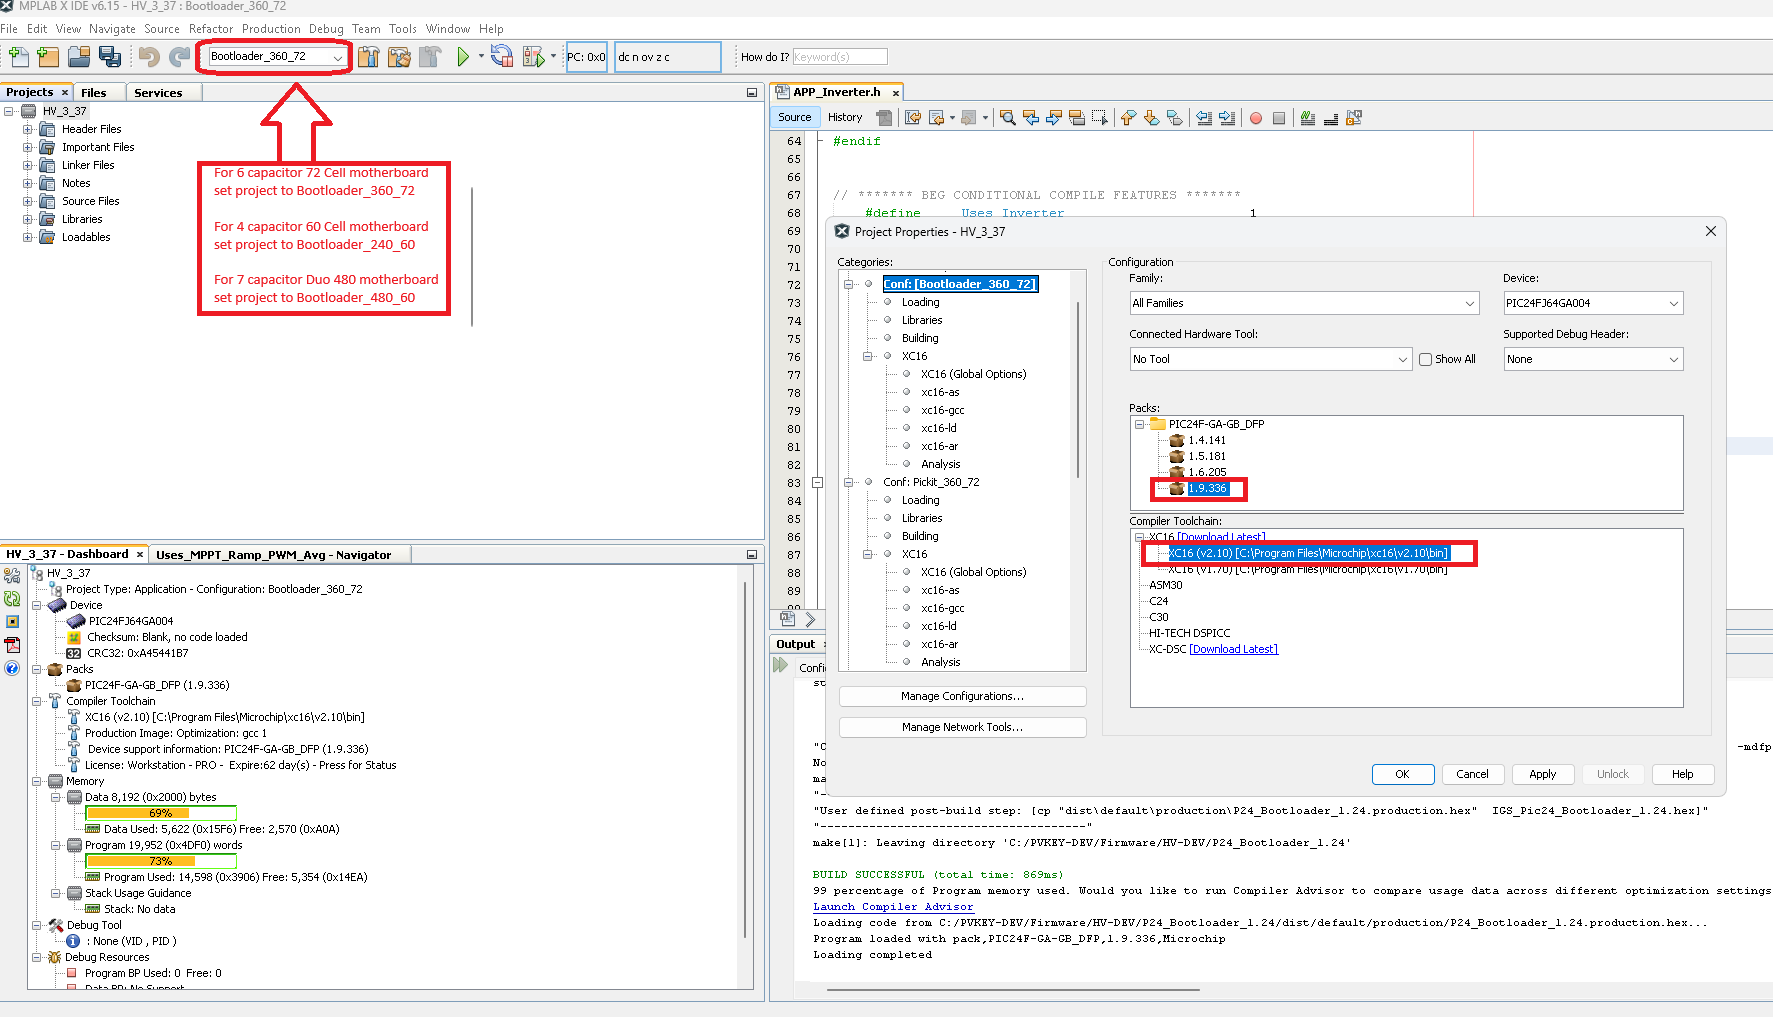 MPLAB X IDE v6.15 - HV_3_37 : Bootloader_360_72
File Edit View Navigate Source Refactor Production Debug Team Tools Window Help
Bootloader_360_72
PC: 0x0
dc n ov z c
How do I?
Keyword(s)
Projects
Files
Services
HV_3_37
Header Files
Important Files
Linker Files
Notes
Source Files
Libraries
Loadables
For 6 capacitor 72 Cell motherboard
set project to Bootloader_360_72
For 4 capacitor 60 Cell motherboard
set project to Bootloader_240_60
For 7 capacitor Duo 480 motherboard
set project to Bootloader_480_60
HV_3_37 - Dashboard
Uses_MPPT_Ramp_PWM_Avg - Navigator
HV_3_37
Project Type: Application - Configuration: Bootloader_360_72
Device
PIC24FJ64GA004
Checksum: Blank, no code loaded
CRC32: 0xA45441B7
Packs
PIC24F-GA-GB_DFP (1.9.336)
Compiler Toolchain
XC16 (v2.10) [C:\Program Files\Microchip\xc16\v2.10\bin]
Production Image: Optimization: gcc 1
Device support information: PIC24F-GA-GB_DFP (1.9.336)
License: Workstation - PRO - Expire:62 day(s) - Press for Status
Memory
Data 8,192 (0x2000) bytes
69%
Data Used: 5,622 (0x15F6) Free: 2,570 (0xA0A)
Program 19,952 (0x4DF0) words
73%
Program Used: 14,598 (0x3906) Free: 5,354 (0x14EA)
Stack Usage Guidance
Stack: No data
Debug Tool
: None (VID , PID )
Debug Resources
Program BP Used: 0 Free: 0
Data BP: No Support
APP_Inverter.h
Source
History
64 #endif
65
66
67 // ******* BEG CONDITIONAL COMPILE FEATURES *******
68 #define Uses Inverter 1
69
70
71
72
73
74
75
76
77
78
79
80
81
82
83
84
85
86
87
88
89
90
Project Properties - HV_3_37
Categories:
Conf: [Bootloader_360_72]
Loading
Libraries
Building
XC16
XC16 (Global Options)
xc16-as
xc16-gcc
xc16-ld
xc16-ar
Analysis
Conf: Pickit_360_72
Loading
Libraries
Building
XC16
XC16 (Global Options)
xc16-as
xc16-gcc
xc16-ld
xc16-ar
Analysis
Manage Configurations...
Manage Network Tools...
Configuration
Family:
All Families
Device:
PIC24FJ64GA004
Connected Hardware Tool:
No Tool
Show All
Supported Debug Header:
None
Packs:
PIC24F-GA-GB_DFP
1.4.141
1.5.181
1.6.205
1.9.336
Compiler Toolchain:
XC16 [Download Latest]
XC16 (v2.10) [C:\Program Files\Microchip\xc16\v2.10\bin]
XC16 (v1.70) [C:\Program Files\Microchip\xc16\v1.70\bin]
ASM30
C24
C30
HI-TECH DSPICC
XC-DSC [Download Latest]
OK
Cancel
Apply
Unlock
Help
Output
Confi
st
"C
-mdfp
No
ma
"-
"User defined post-build step: [cp "dist\default\production\P24_Bootloader_1.24.production.hex" IGS_Pic24_Bootloader_1.24.hex]"
"-----------------------------------"
make[1]: Leaving directory 'C:/PVKEY-DEV/Firmware/HV-DEV/P24_Bootloader_1.24'
BUILD SUCCESSFUL (total time: 869ms)
99 percentage of Program memory used. Would you like to run Compiler Advisor to compare usage data across different optimization settings
Launch Compiler Advisor
Loading code from C:/PVKEY-DEV/Firmware/HV-DEV/P24_Bootloader_1.24/dist/default/production/P24_Bootloader_1.24.production.hex...
Program loaded with pack,PIC24F-GA-GB_DFP,1.9.336,Microchip
Loading completed